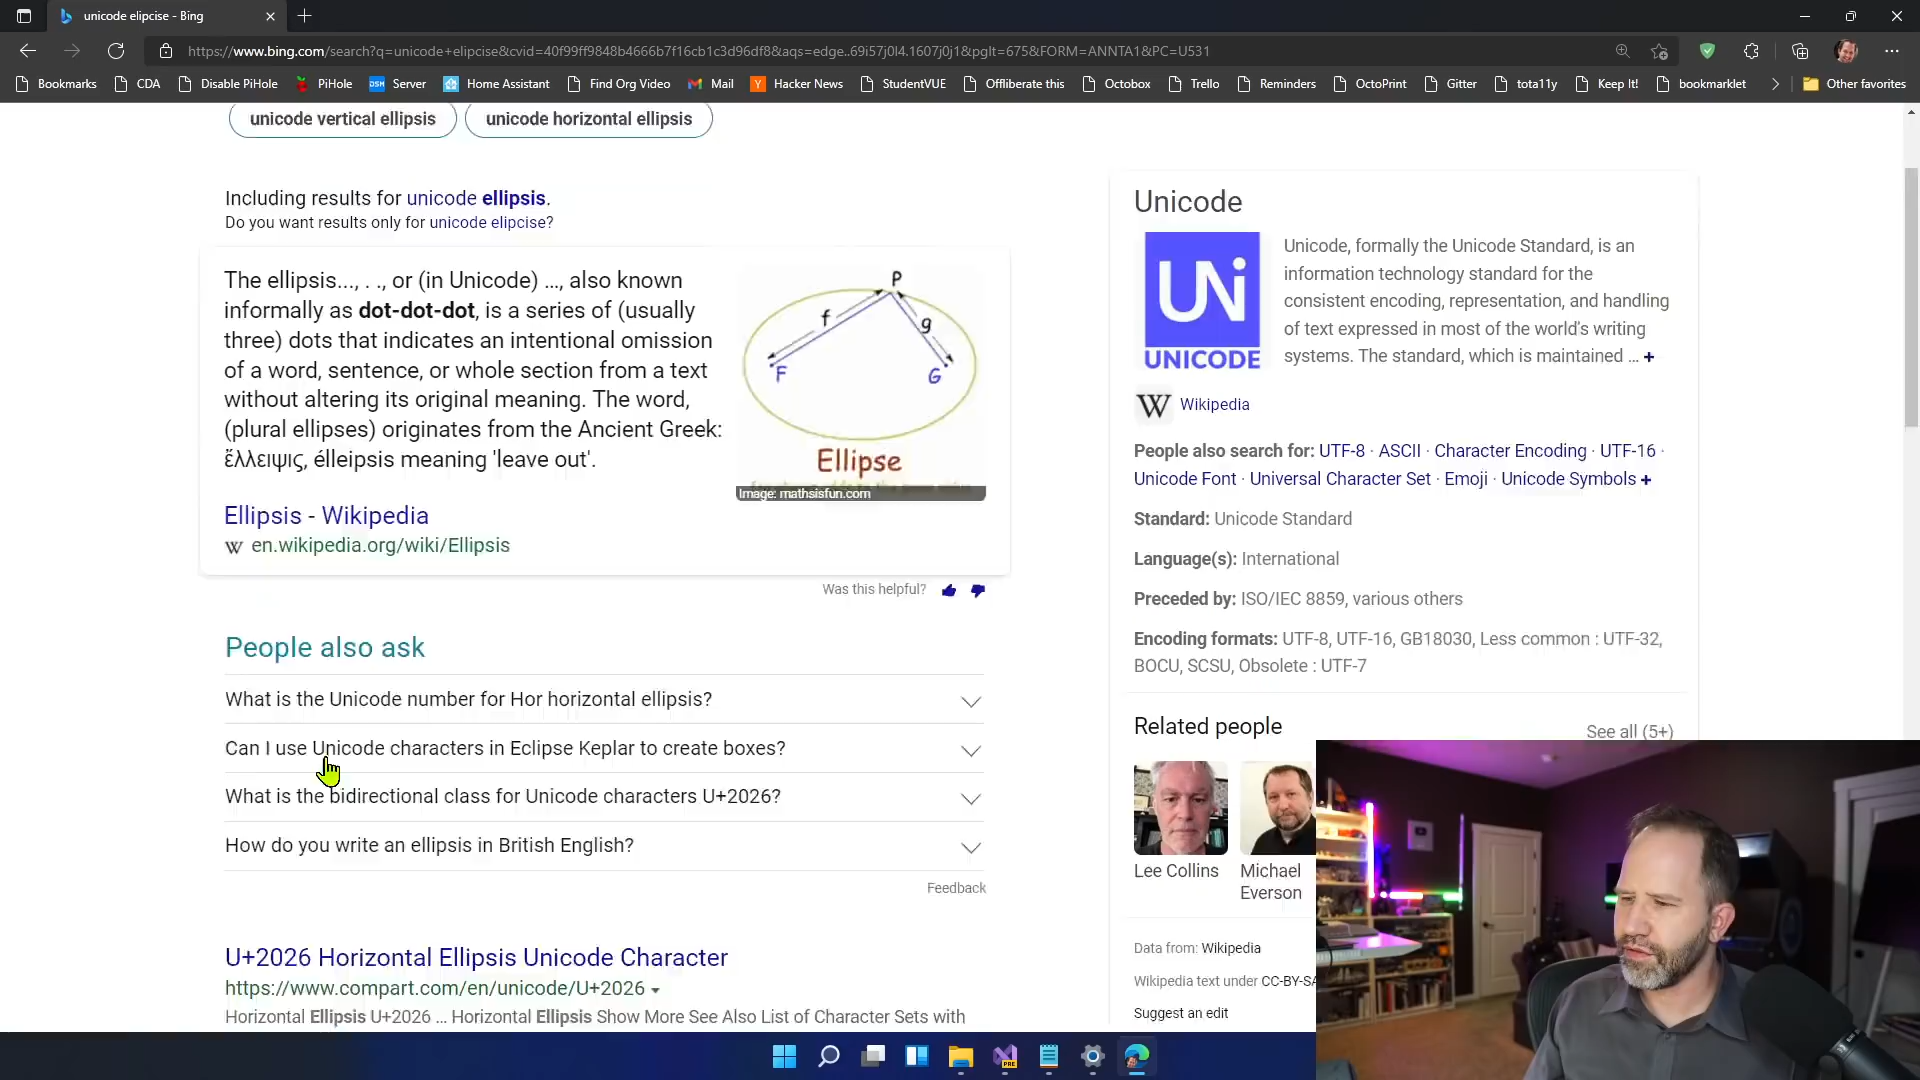 unicode elipcise - Bing
https://www.bing.com/search?q=unicode+elipcise&cvid=40f99ff9848b4666b7f16cb1c3d96df8&aqs=edge..69i57j0l4.1607j0j1&pglt=675&FORM=ANNTA1&PC=U531
Bookmarks CDA Disable PiHole PiHole DSM Server Home Assistant Find Org Video Mail Y Hacker News StudentVUE Offliberate this Octobox Trello Reminders OctoPrint Gitter tota11y Keep It! bookmarklet Other favorites
unicode vertical ellipsis unicode horizontal ellipsis
Including results for unicode ellipsis.
Do you want results only for unicode elipcise?
The ellipsis..., . ., or (in Unicode) …, also known
informally as dot-dot-dot, is a series of (usually
three) dots that indicates an intentional omission
of a word, sentence, or whole section from a text
without altering its original meaning. The word,
(plural ellipses) originates from the Ancient Greek:
ἔλλειψις, élleipsis meaning 'leave out'.
P
f
g
F
G
Ellipse
Image: mathsisfun.com
Ellipsis - Wikipedia
W en.wikipedia.org/wiki/Ellipsis
Was this helpful?
People also ask
What is the Unicode number for Hor horizontal ellipsis?
Can I use Unicode characters in Eclipse Keplar to create boxes?
What is the bidirectional class for Unicode characters U+2026?
How do you write an ellipsis in British English?
Feedback
U+2026 Horizontal Ellipsis Unicode Character
https://www.compart.com/en/unicode/U+2026
Horizontal Ellipsis U+2026 ... Horizontal Ellipsis Show More See Also List of Character Sets with
Unicode
UNi
UNICODE
Unicode, formally the Unicode Standard, is an
information technology standard for the
consistent encoding, representation, and handling
of text expressed in most of the world's writing
systems. The standard, which is maintained … +
W Wikipedia
People also search for: UTF-8 · ASCII · Character Encoding · UTF-16 ·
Unicode Font · Universal Character Set · Emoji · Unicode Symbols +
Standard: Unicode Standard
Language(s): International
Preceded by: ISO/IEC 8859, various others
Encoding formats: UTF-8, UTF-16, GB18030, Less common : UTF-32,
BOCU, SCSU, Obsolete : UTF-7
Related people
See all (5+)
Lee Collins
Michael
Everson
Data from: Wikipedia
Wikipedia text under CC-BY-SA
Suggest an edit
PRE